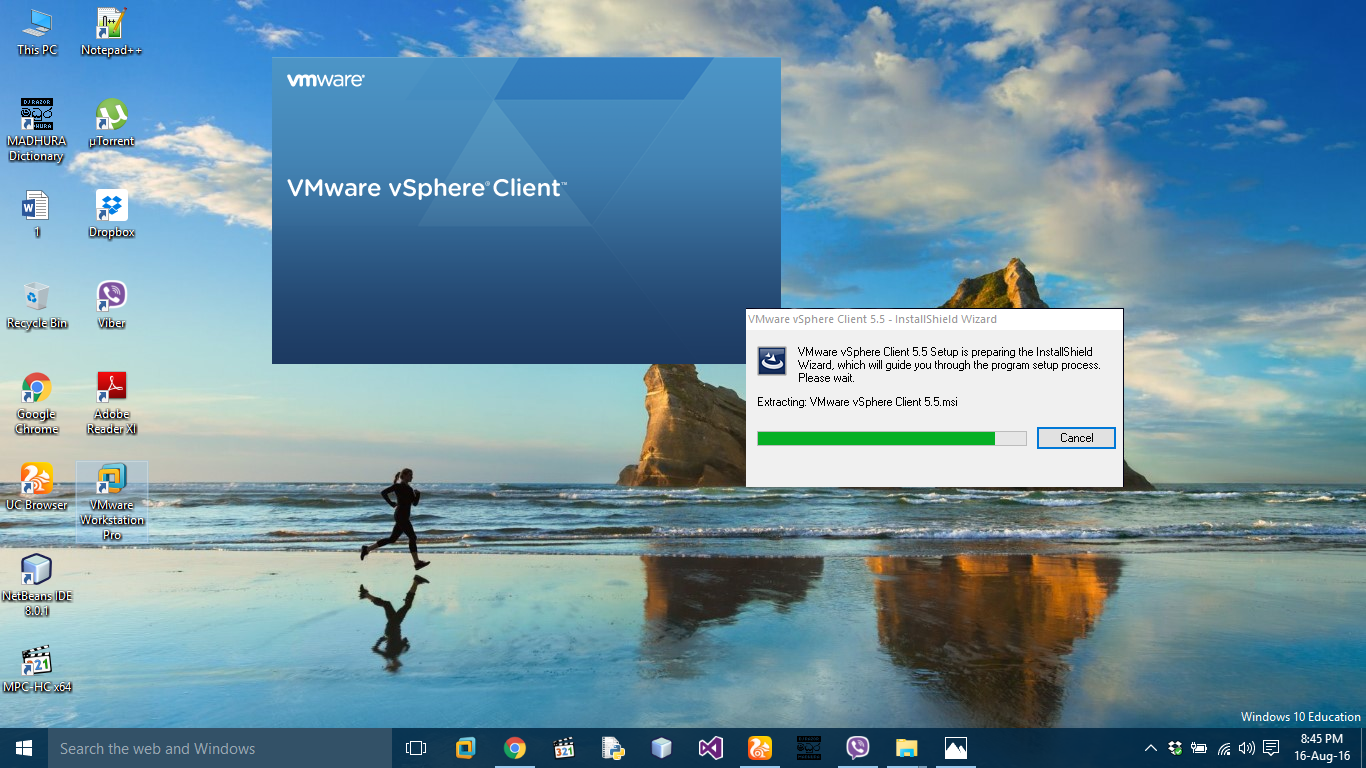 This PC
Notepad++
MADHURA
Dictionary
µTorrent
1
Dropbox
Recycle Bin
Viber
Google
Chrome
Adobe
Reader XI
UC Browser
VMware
Workstation
Pro
NetBeans IDE
8.0.1
MPC-HC x64
vmware®
VMware vSphere® Client™
VMware vSphere Client 5.5 - InstallShield Wizard
VMware vSphere Client 5.5 Setup is preparing the InstallShield
Wizard, which will guide you through the program setup process.
Please wait.
Extracting: VMware vSphere Client 5.5.msi
Cancel
Windows 10 Education
Search the web and Windows
321
8:45 PM
16-Aug-16